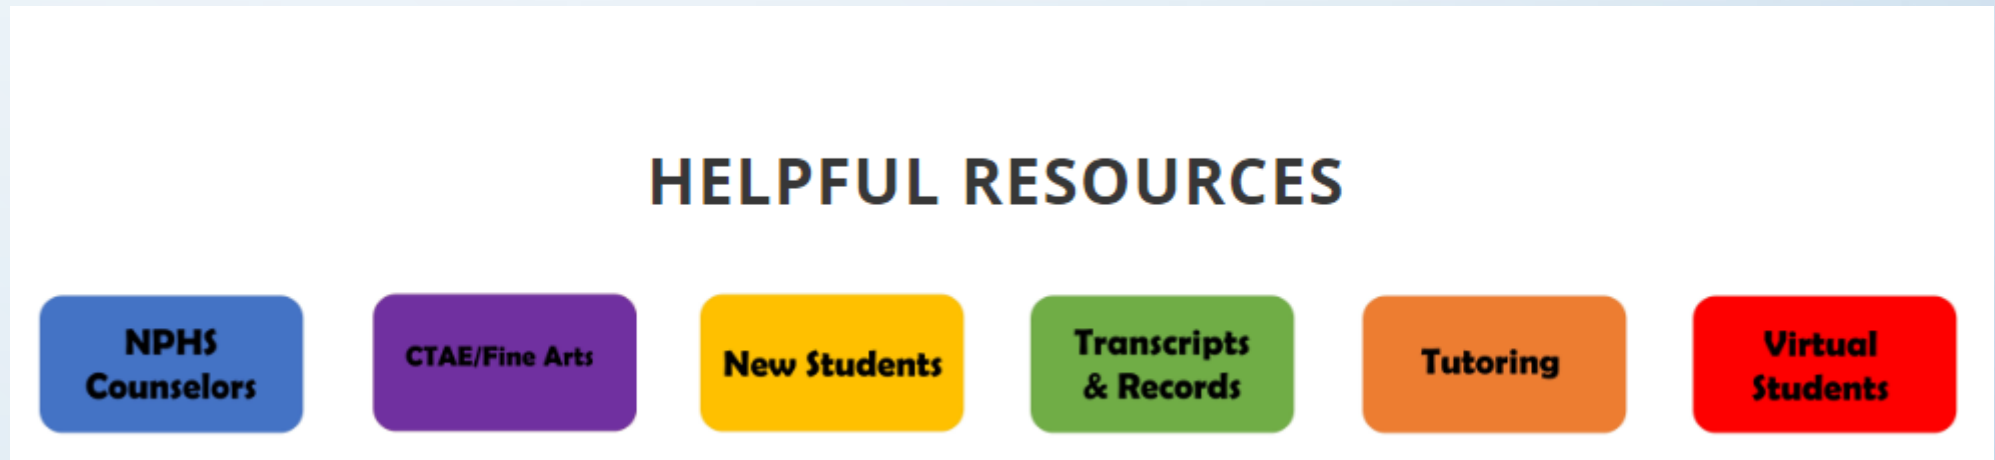 HELPFUL RESOURCES
NPHS
Counselors
CTAE/Fine Arts
New Students
Transcripts
& Records
Tutoring
Virtual
Students